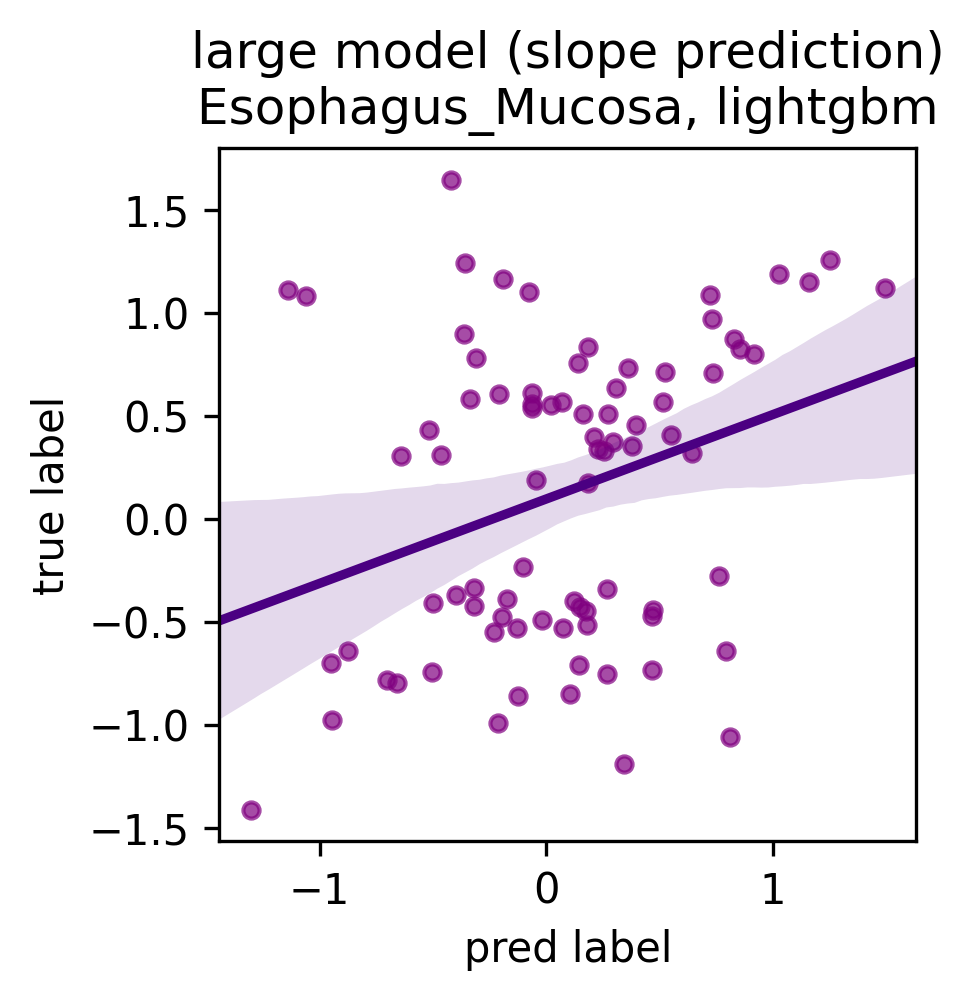 large model (slope prediction)
Esophagus_Mucosa, lightgbm
1.5
1.0
0.5
0.0
−0.5
−1.0
−1.5
true label
−1
0
1
pred label